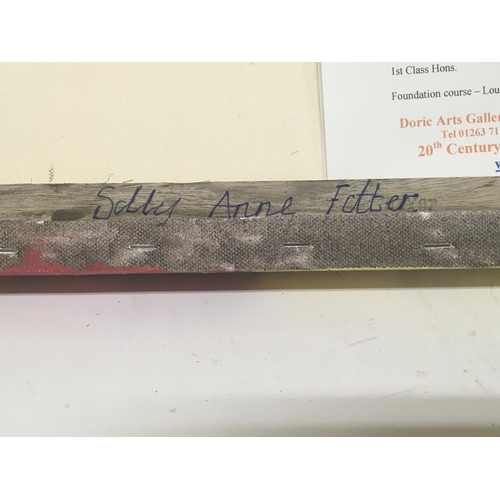 1st Class Hons.
Foundation course – Lou
Doric Arts Galler
Tel 01263 71
20th Century
Sally Anne Fitter